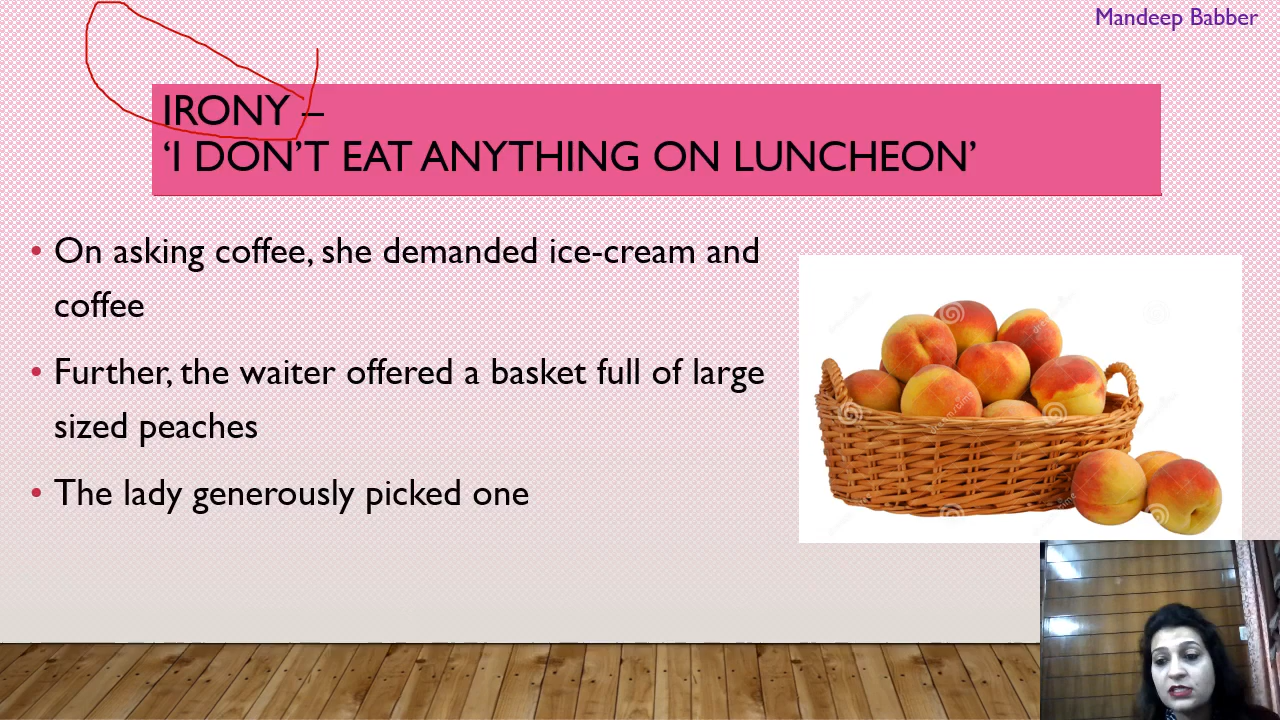 Mandeep Babber
IRONY –
‘I DON’T EAT ANYTHING ON LUNCHEON’
• On asking coffee, she demanded ice-cream and
coffee
• Further, the waiter offered a basket full of large
sized peaches
• The lady generously picked one